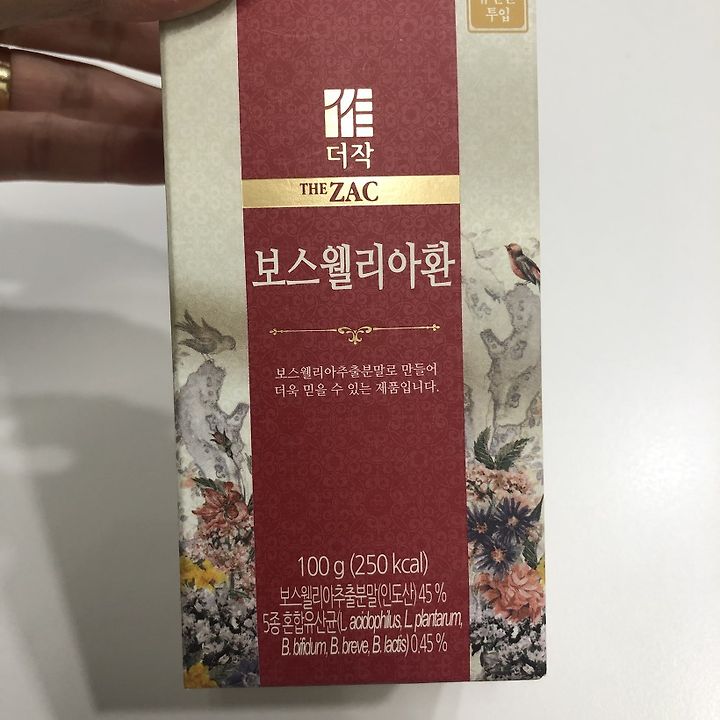 투입
더작
THE ZAC
보스웰리아환
보스웰리아추출분말로 만들어
더욱 믿을 수 있는 제품입니다.
100 g (250 kcal)
보스웰리아추출분말(인도산) 45 %
5종 혼합유산균(L. acidophilus, L. plantarum,
B. bifidum, B. breve, B. lactis) 0.45 %